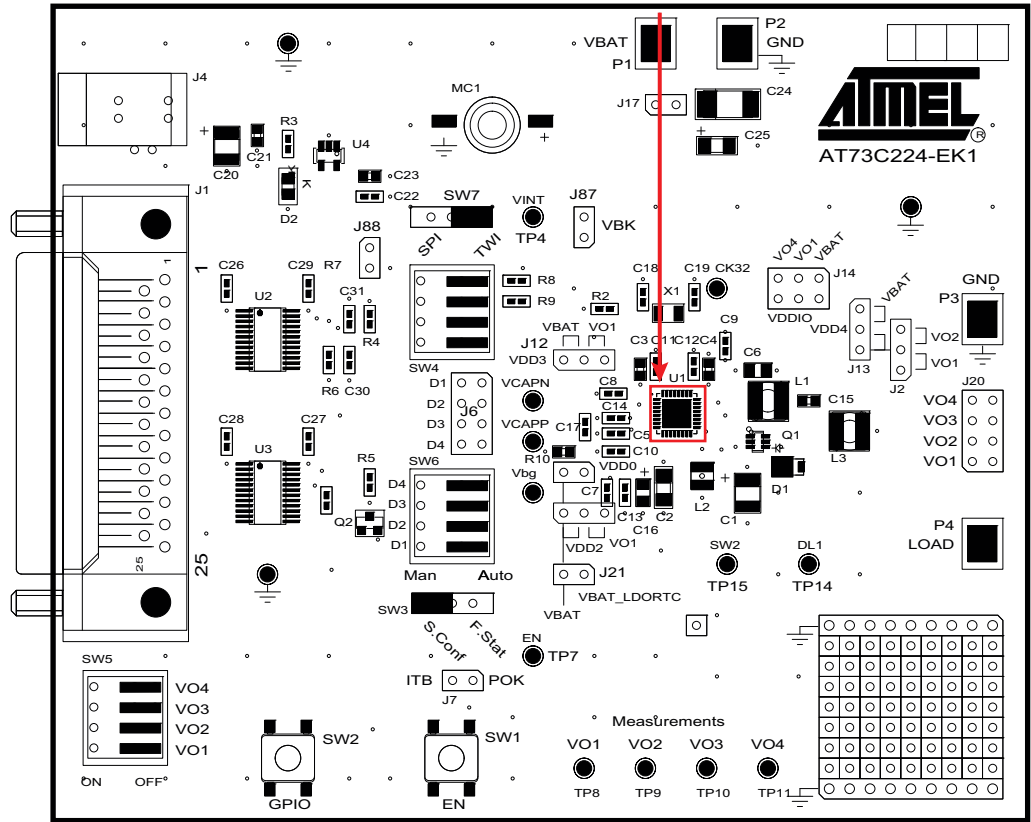 VBAT
P1
P2
GND
J4
J17
C24
MC1
+
ATMEL
®
R3
+
C21
U4
+
C25
AT73C224-EK1
C20
K
C23
J1
D2
C22
SW7
VINT
J87
J88
VBK
SPI
TWI
TP4
VO4
VO1
VBAT
1
1
C26
C29
R7
R8
C18
C19
CK32
J14
GND
U2
C31
X1
VBAT
P3
R9
R2
VDDIO
VDD4
R4
VBAT
VO1
C9
VO2
J12
C3
C11
C12
C4
VDD3
C6
J13
VO1
R6
C30
SW4
U1
J2
D1
VCAPN
C8
L1
J20
D2
J6
C14
C15
VO4
C28
C27
D3
VCAPP
C17
C5
Q1
VO3
U3
D4
C10
VO2
R5
SW6
R10
VDD0
+
L3
VO1
D4
Vbg
C7
D1
Q2
D3
C13
C2
L2
C1
D2
C16
P4
25
D1
VDD2
VO1
SW2
DL1
LOAD
25
Man
Auto
J21
TP15
TP14
SW3
VBAT_LDORTC
VBAT
S.Conf
F.Stat
EN
TP7
SW5
ITB
POK
J7
VO4
VO3
VO2
VO1
SW2
SW1
Measurements
VO1
VO2
VO3
VO4
ON
OFF
TP8
TP9
TP10
TP11
GPIO
EN